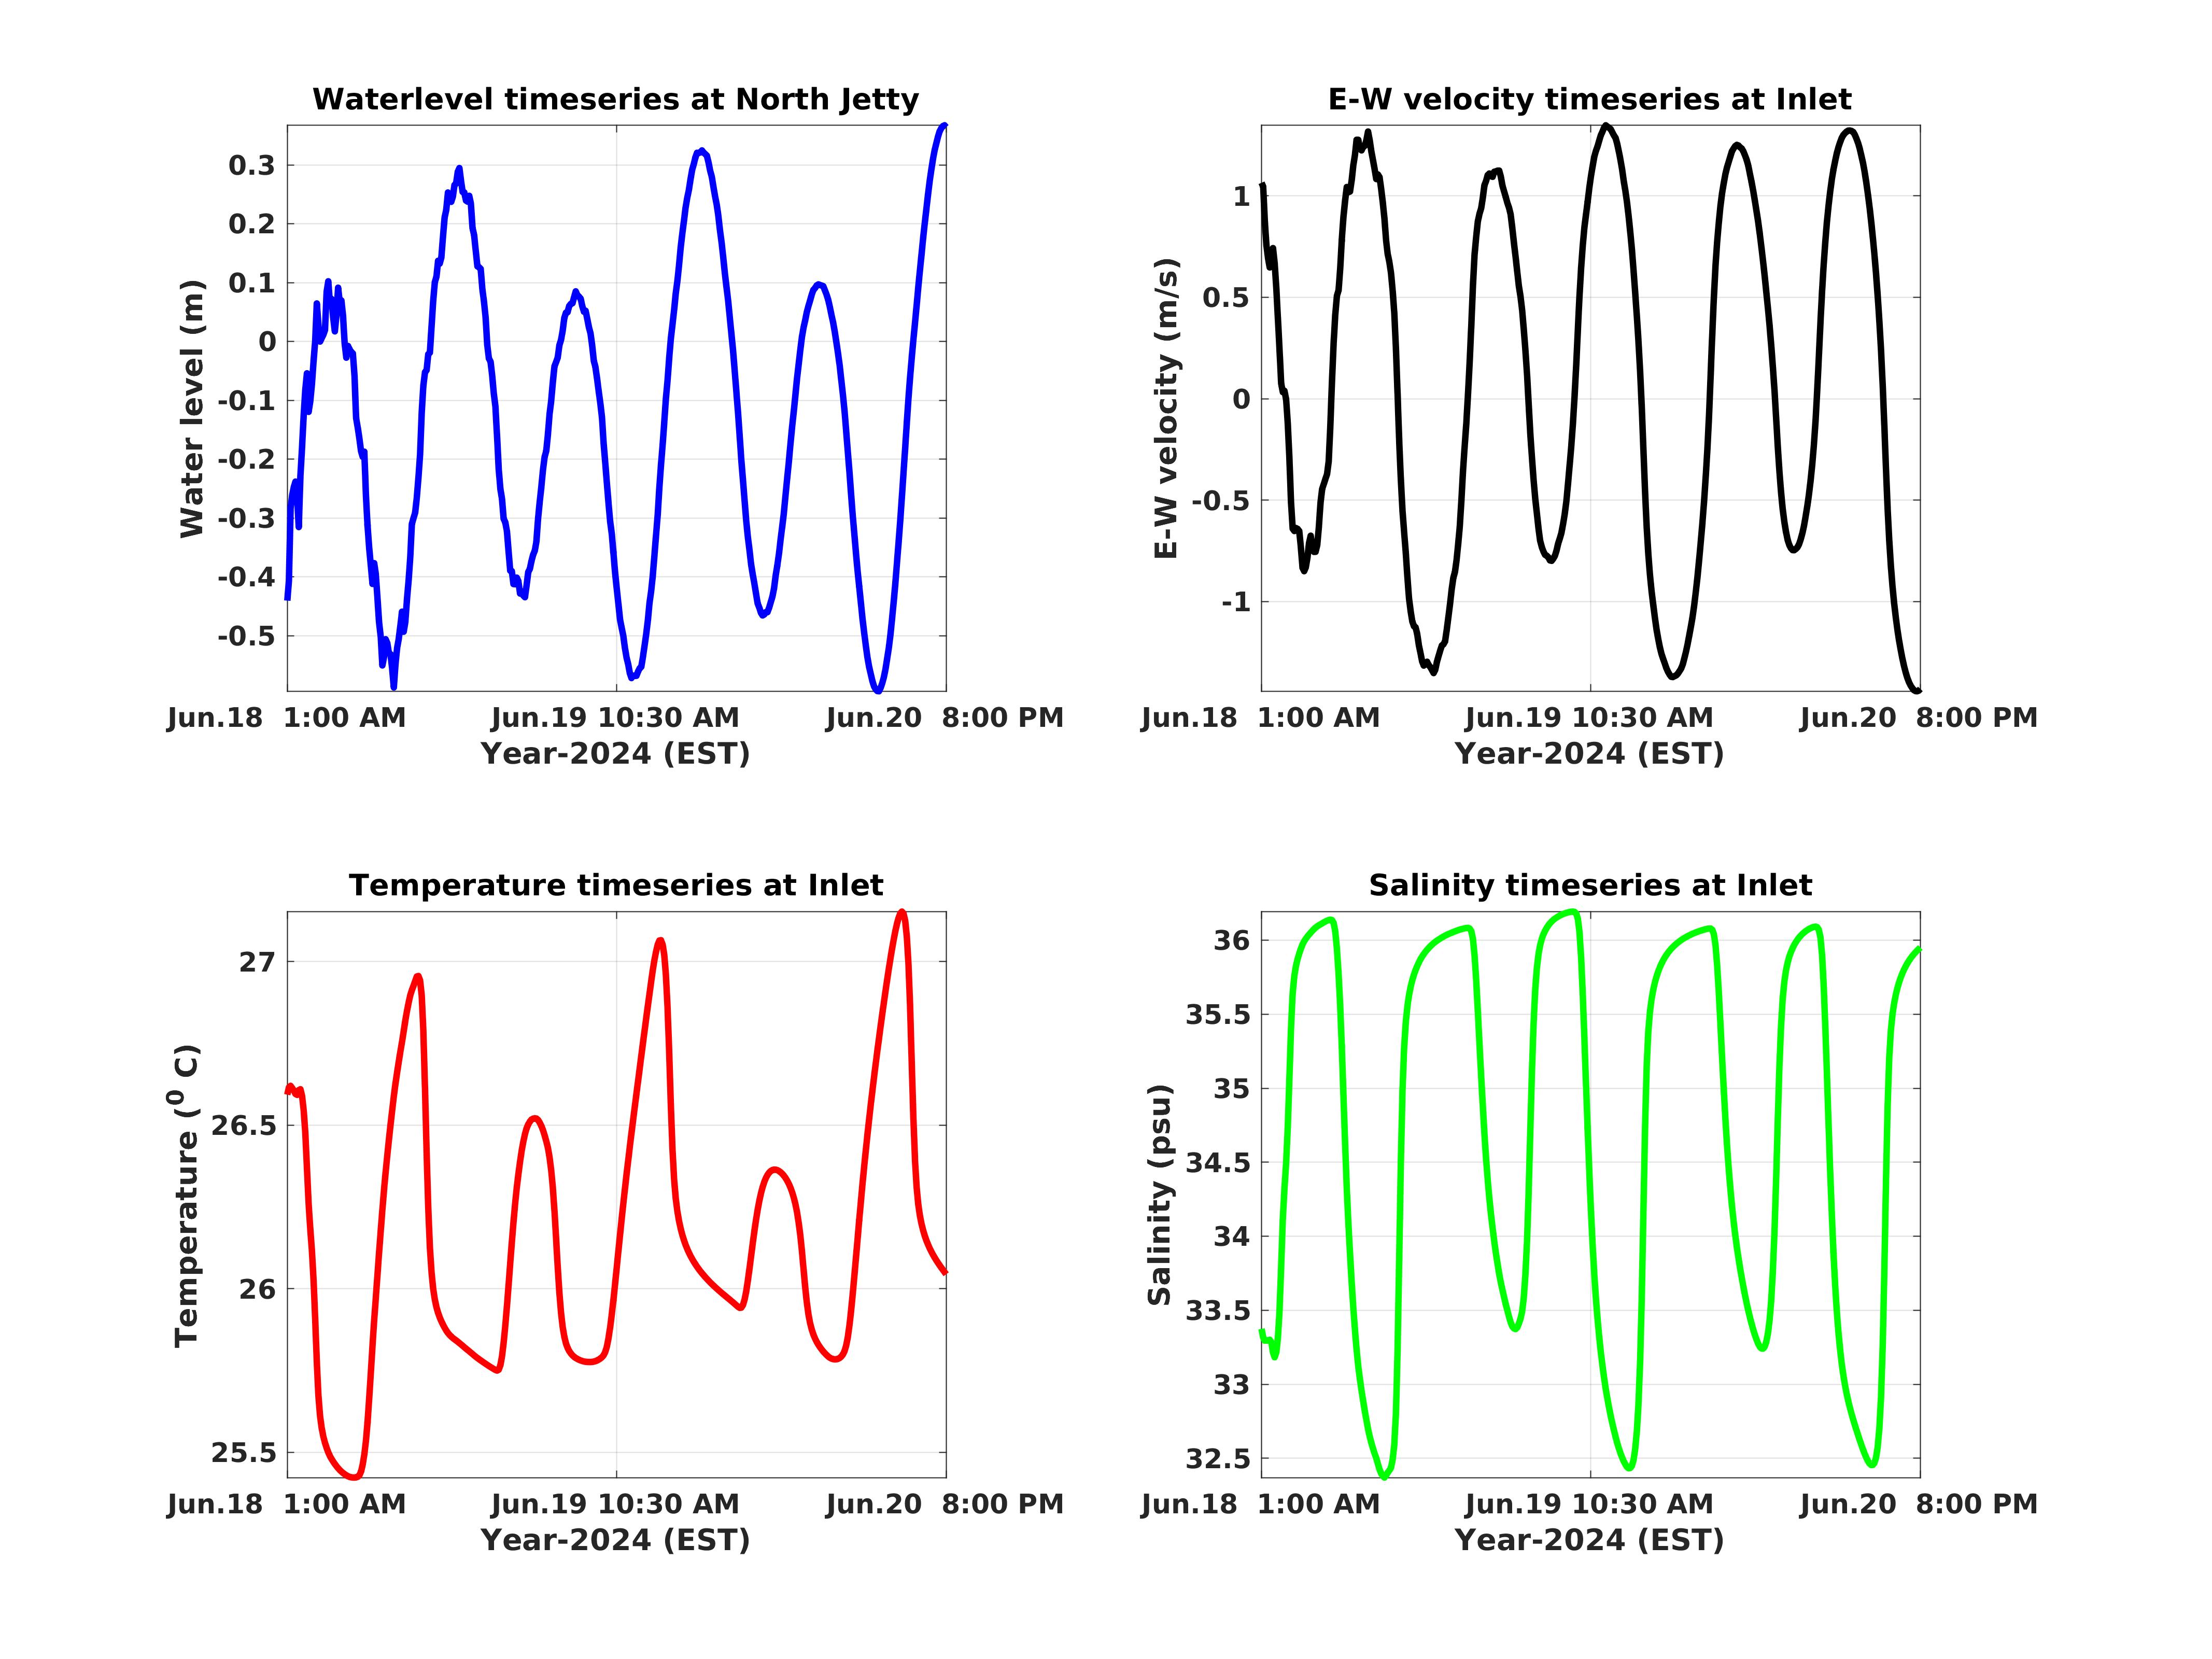 Waterlevel timeseries at North Jetty
Water level (m)
0.3
0.2
0.1
0
-0.1
-0.2
-0.3
-0.4
-0.5
Jun.18 1:00 AM Jun.19 10:30 AM Jun.20 8:00 PM
Year-2024 (EST)
E-W velocity timeseries at Inlet
E-W velocity (m/s)
1
0.5
0
-0.5
-1
Jun.18 1:00 AM Jun.19 10:30 AM Jun.20 8:00 PM
Year-2024 (EST)
Temperature timeseries at Inlet
Temperature (⁰ C)
27
26.5
26
25.5
Jun.18 1:00 AM Jun.19 10:30 AM Jun.20 8:00 PM
Year-2024 (EST)
Salinity timeseries at Inlet
Salinity (psu)
36
35.5
35
34.5
34
33.5
33
32.5
Jun.18 1:00 AM Jun.19 10:30 AM Jun.20 8:00 PM
Year-2024 (EST)